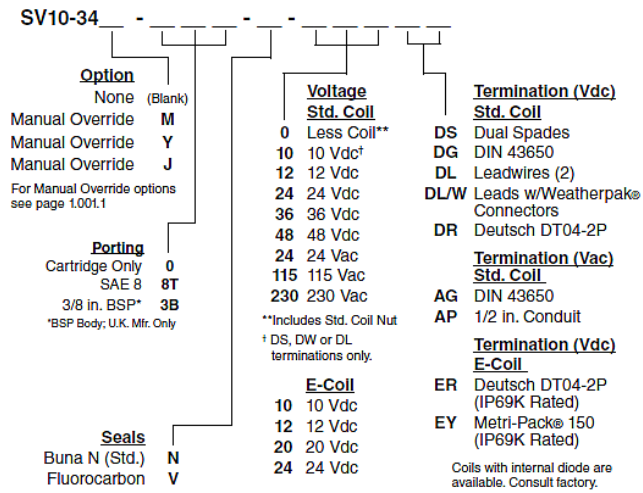 SV10-34__ - __ __ __ - __ - __ __ __ __ __
Option
None (Blank)
Manual Override M
Manual Override Y
Manual Override J
For Manual Override options
see page 1.001.1
Porting
Cartridge Only 0
SAE 8 8T
3/8 in. BSP* 3B
*BSP Body; U.K. Mfr. Only
Seals
Buna N (Std.) N
Fluorocarbon V
Voltage
Std. Coil
0 Less Coil**
10 10 Vdc†
12 12 Vdc
24 24 Vdc
36 36 Vdc
48 48 Vdc
24 24 Vac
115 115 Vac
230 230 Vac
**Includes Std. Coil Nut
† DS, DW or DL
terminations only.
E-Coil
10 10 Vdc
12 12 Vdc
20 20 Vdc
24 24 Vdc
Termination (Vdc)
Std. Coil
DS Dual Spades
DG DIN 43650
DL Leadwires (2)
DL/W Leads w/Weatherpak®
Connectors
DR Deutsch DT04-2P
Termination (Vac)
Std. Coil
AG DIN 43650
AP 1/2 in. Conduit
Termination (Vdc)
E-Coil
ER Deutsch DT04-2P
(IP69K Rated)
EY Metri-Pack® 150
(IP69K Rated)
Coils with internal diode are
available. Consult factory.